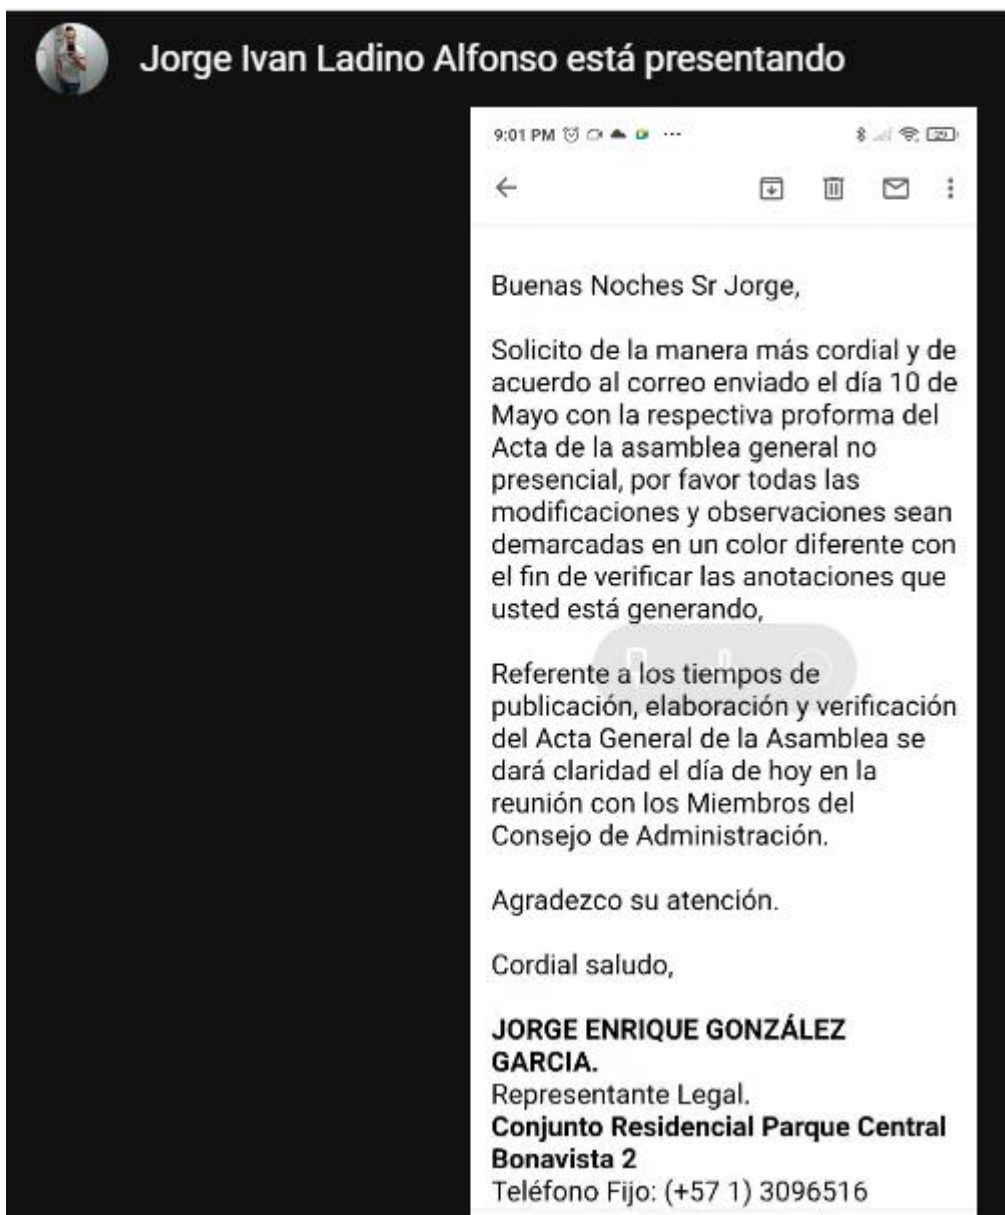 Jorge Ivan Ladino Alfonso está presentando
9:01 PM
29
Buenas Noches Sr Jorge,
Solicito de la manera más cordial y de
acuerdo al correo enviado el día 10 de
Mayo con la respectiva proforma del
Acta de la asamblea general no
presencial, por favor todas las
modificaciones y observaciones sean
demarcadas en un color diferente con
el fin de verificar las anotaciones que
usted está generando,
Referente a los tiempos de
publicación, elaboración y verificación
del Acta General de la Asamblea se
dará claridad el día de hoy en la
reunión con los Miembros del
Consejo de Administración.
Agradezco su atención.
Cordial saludo,
JORGE ENRIQUE GONZÁLEZ
GARCIA.
Representante Legal.
Conjunto Residencial Parque Central
Bonavista 2
Teléfono Fijo: (+57 1) 3096516